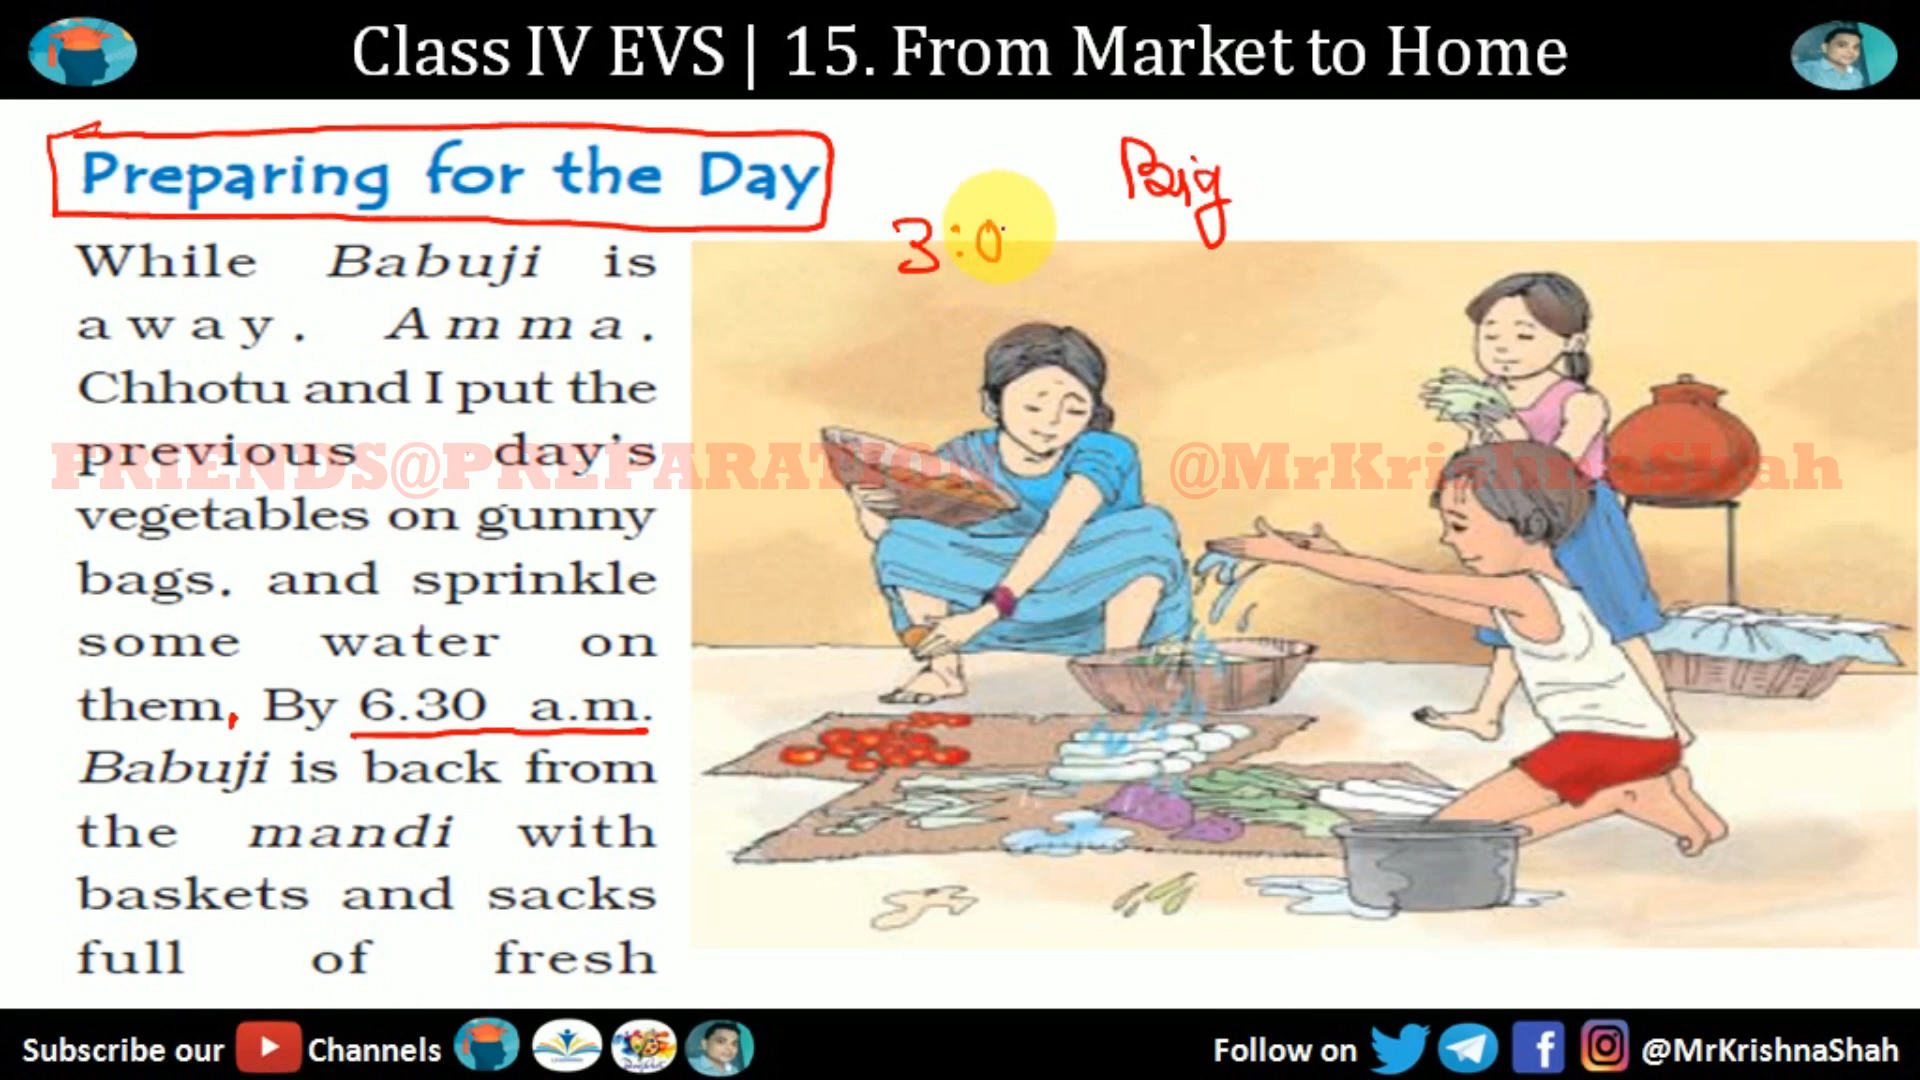 Class IV EVS | 15. From Market to Home
Preparing for the Day
Big
3:0
While Babuji is
away, Amma,
Chhotu and I put the
previous day's
vegetables on gunny
bags, and sprinkle
some water on
them. By 6.30 a.m.
Babuji is back from
the mandi with
baskets and sacks
full of fresh
FRIENDS@PREPARATION @MrKrishnaShah
Subscribe our Channels Follow on @MrKrishnaShah